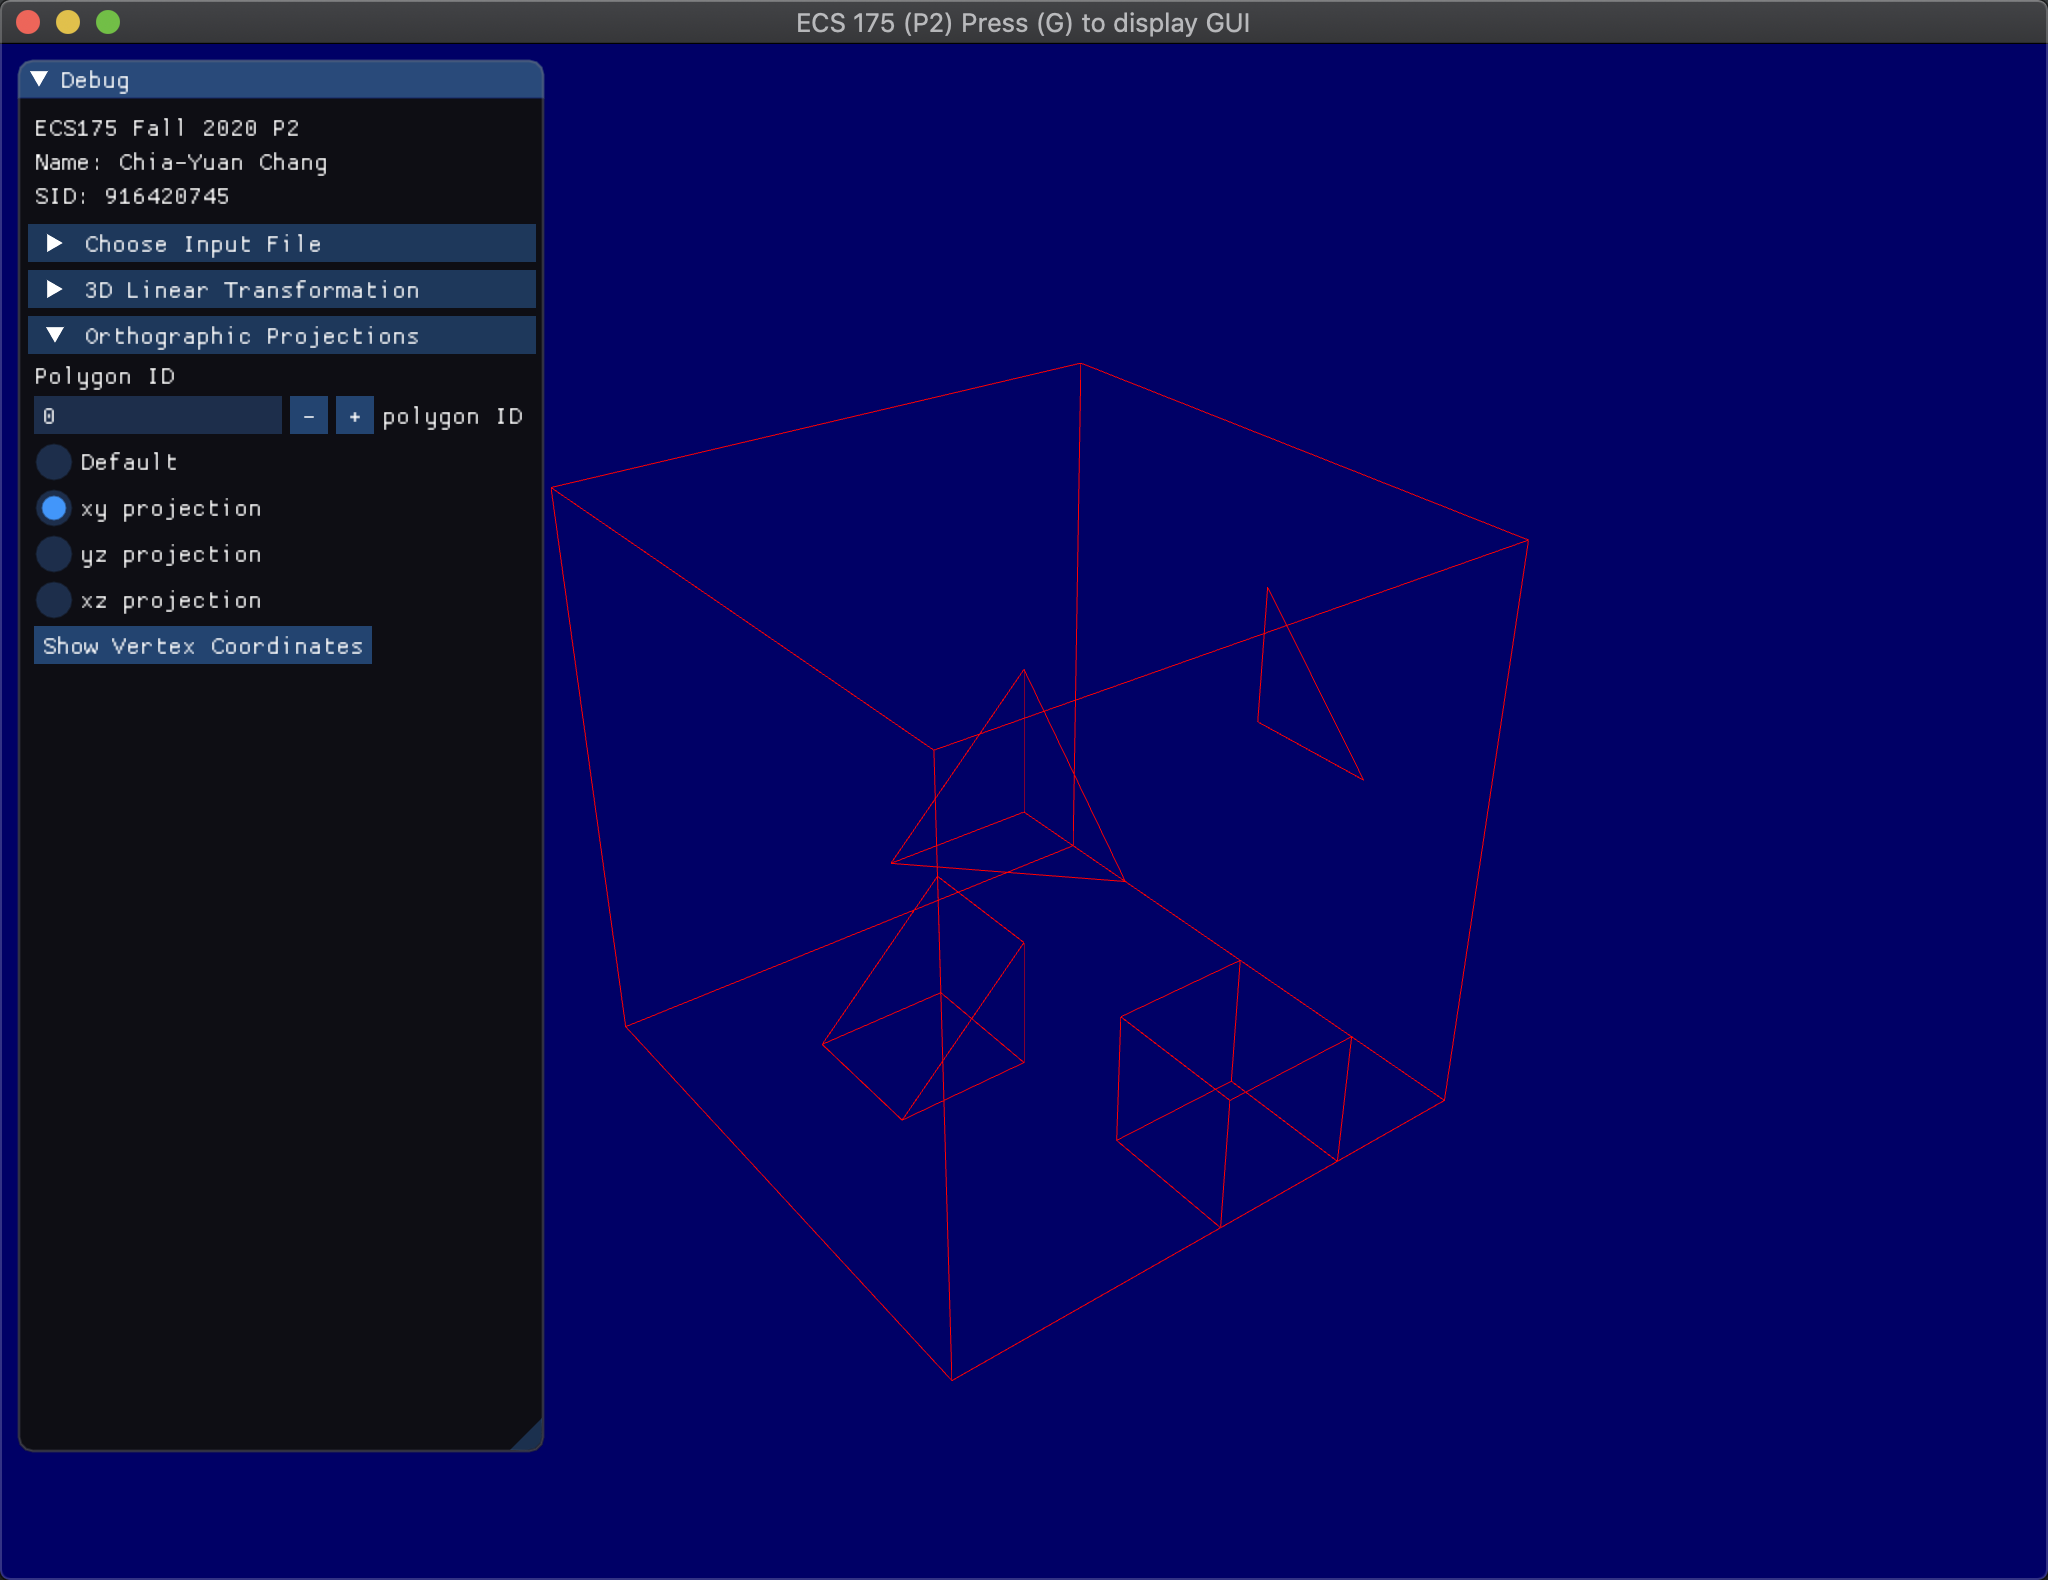 ECS 175 (P2) Press (G) to display GUI
Debug
ECS175 Fall 2020 P2
Name: Chia-Yuan Chang
SID: 916420745
Choose Input File
3D Linear Transformation
Orthographic Projections
Polygon ID
0 - + polygon ID
Default
xy projection
yz projection
xz projection
Show Vertex Coordinates